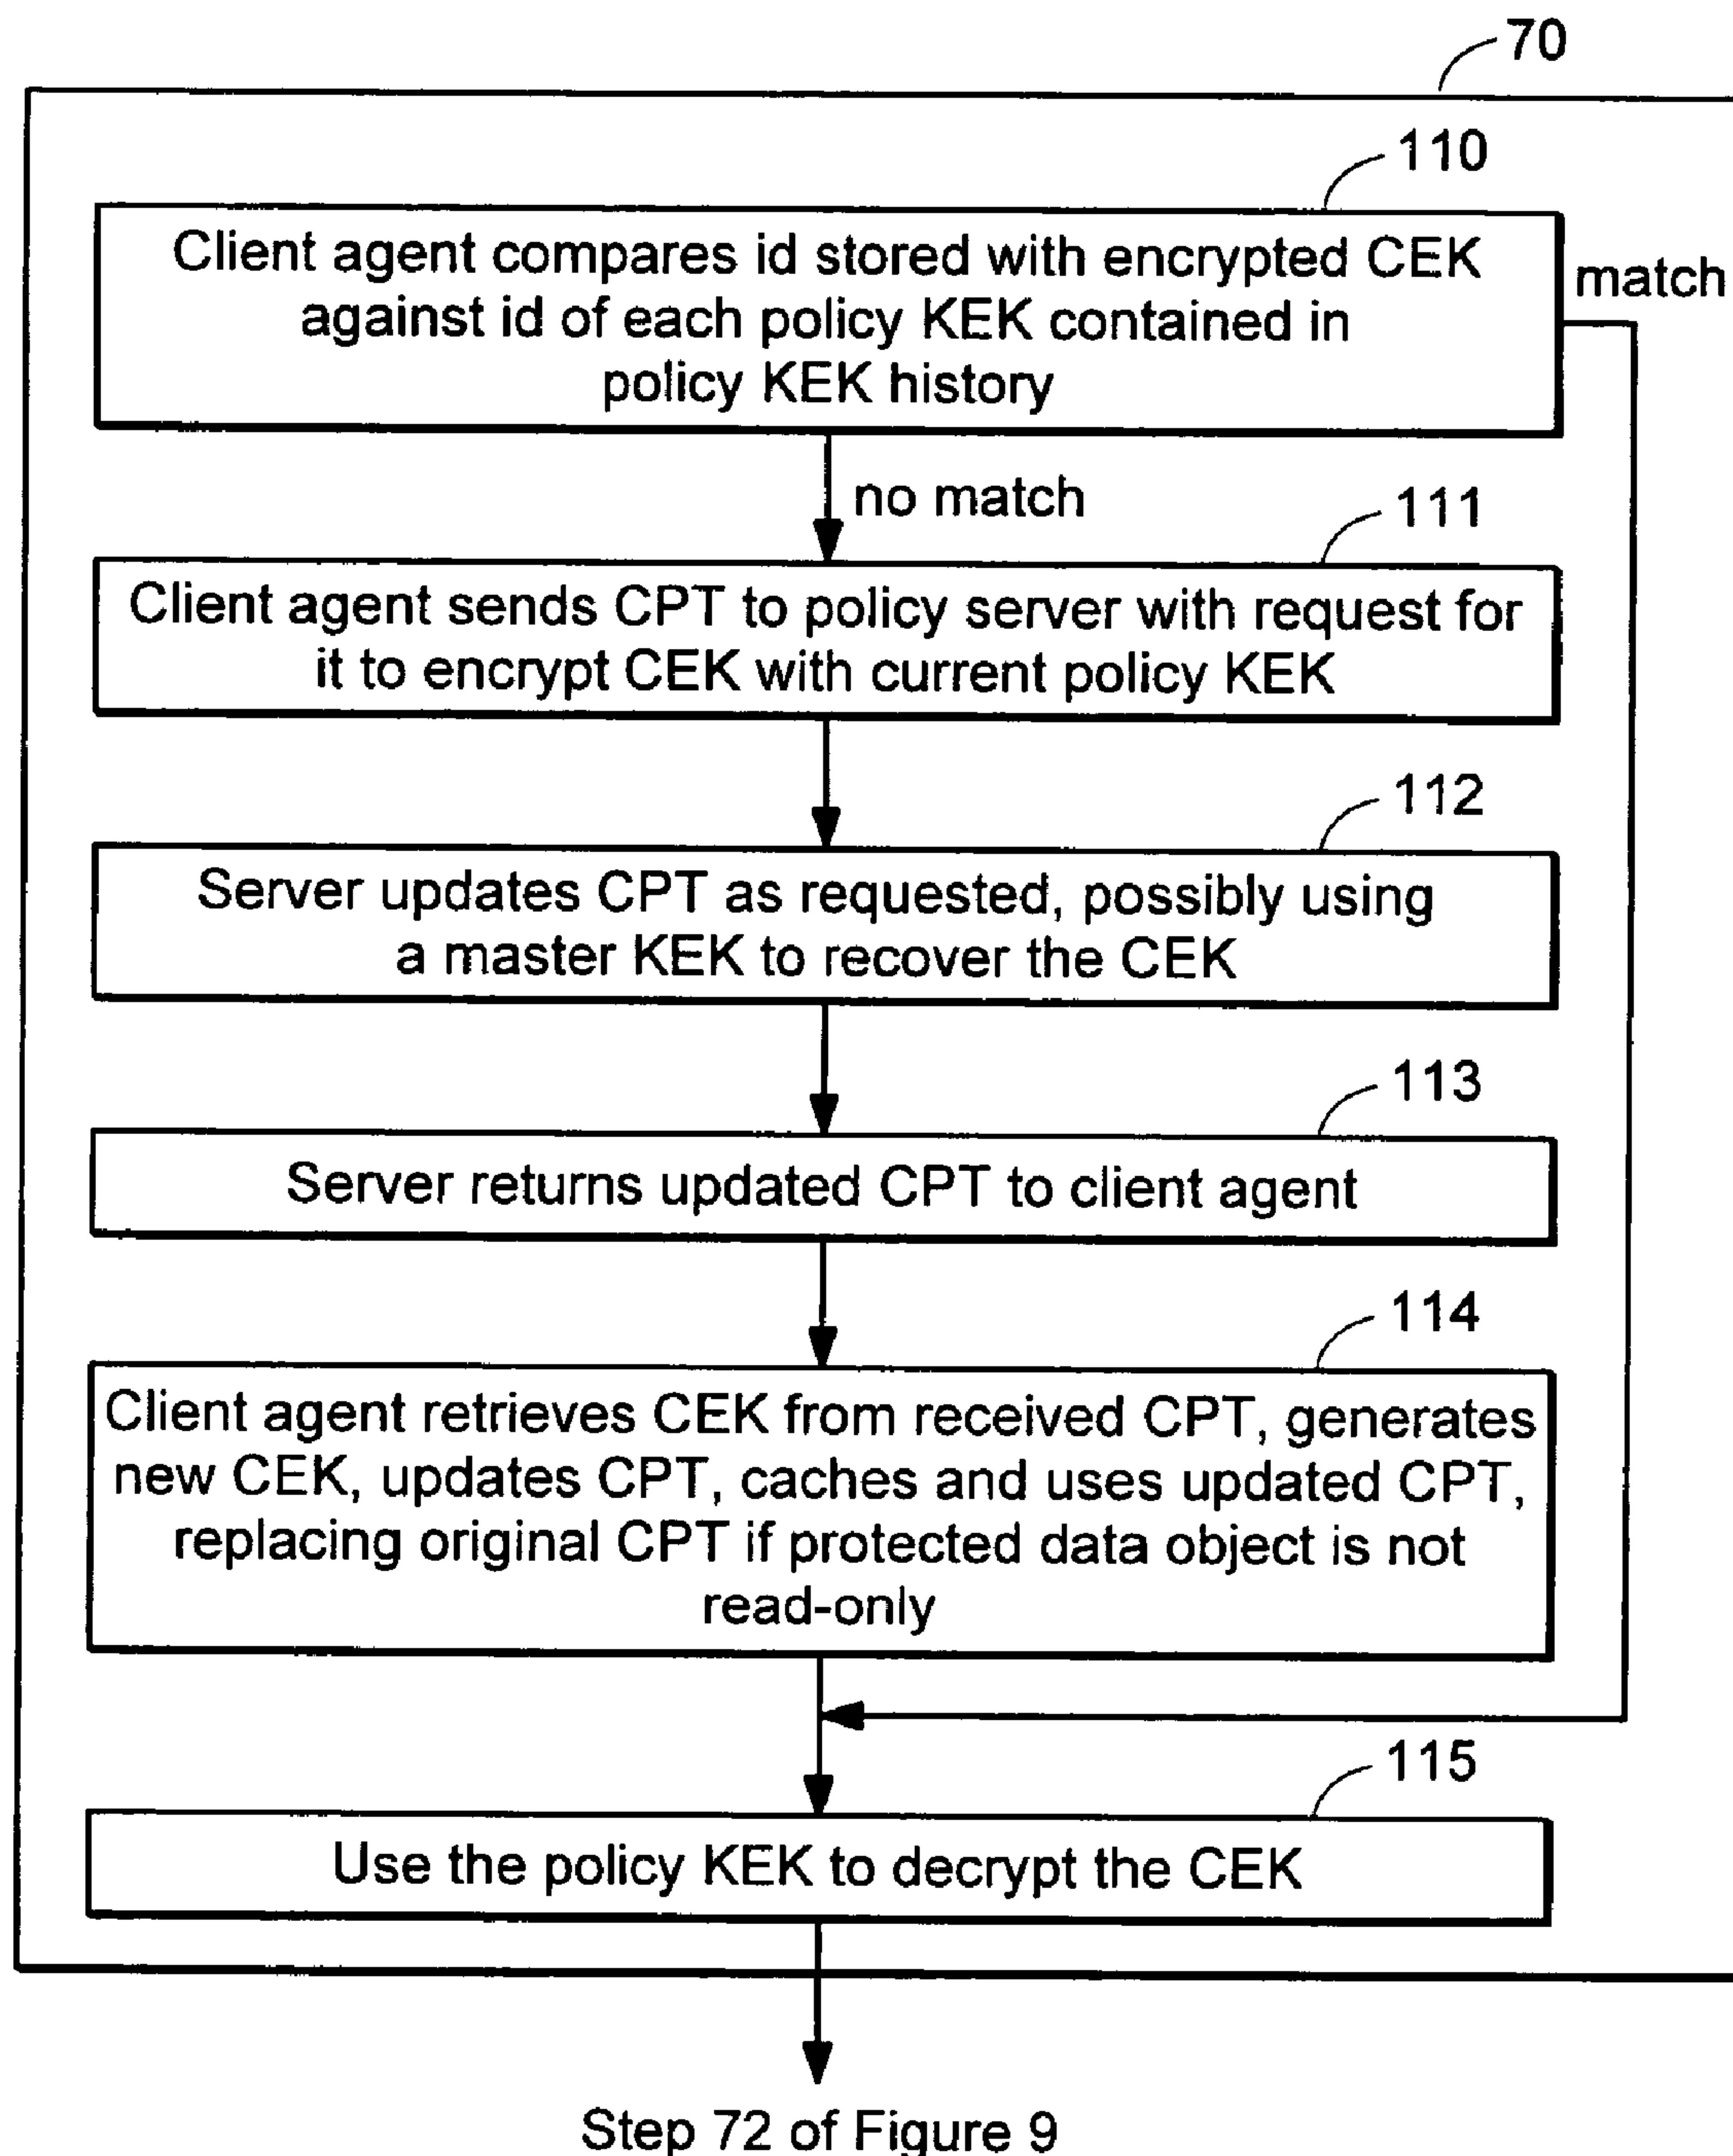 70
110
Client agent compares id stored with encrypted CEK
against id of each policy KEK contained in
policy KEK history
match
no match
111
Client agent sends CPT to policy server with request for
it to encrypt CEK with current policy KEK
112
Server updates CPT as requested, possibly using
a master KEK to recover the CEK
113
Server returns updated CPT to client agent
114
Client agent retrieves CEK from received CPT, generates
new CEK, updates CPT, caches and uses updated CPT,
replacing original CPT if protected data object is not
read-only
115
Use the policy KEK to decrypt the CEK
Step 72 of Figure 9